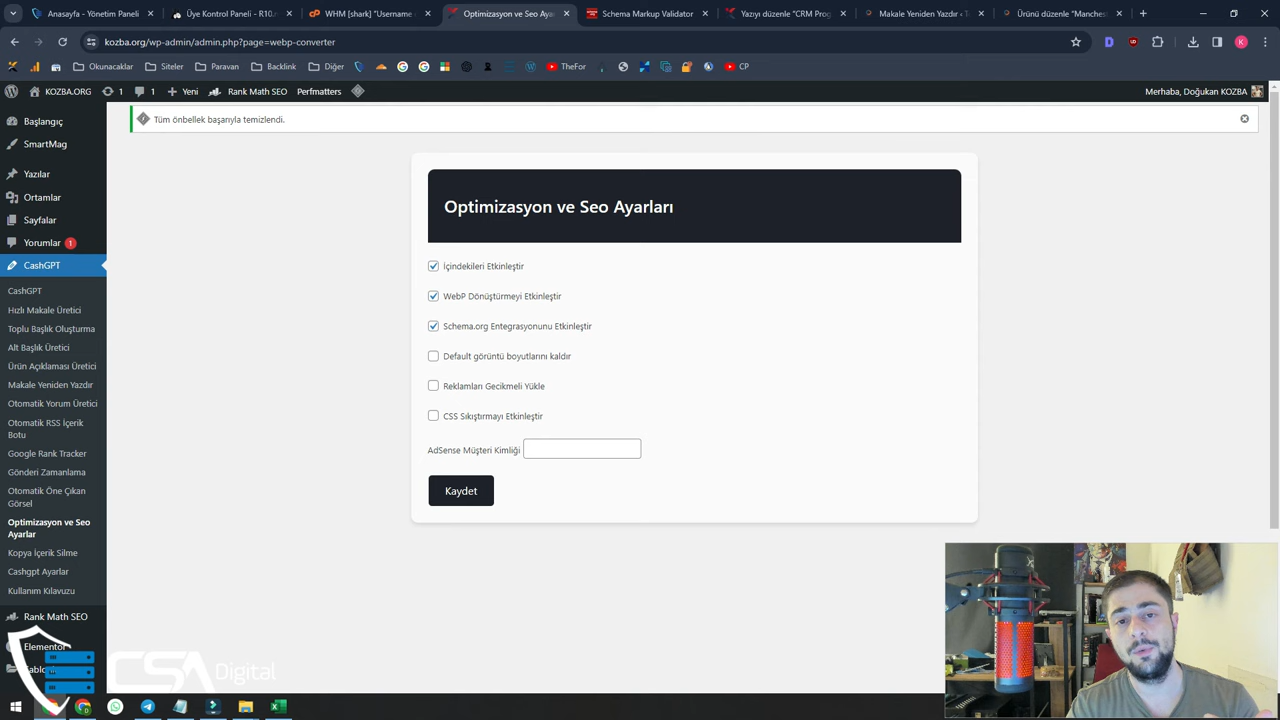 Anasayfa - Yönetim Paneli
Üye Kontrol Paneli - R10.
WHM [shark] "Username
Optimizasyon ve Seo Ayar
Schema Markup Validator
Yazıyı düzenle "CRM Prog
Makale Yeniden Yazdır
Ürünü düzenle "Manches
kozba.org/wp-admin/admin.php?page=webp-converter
Okunacaklar
Siteler
Paravan
Backlink
Diğer
TheFor
CP
KOZBA.ORG
1
1
Yeni
Rank Math SEO
Perfmatters
Merhaba, Doğukan KOZBA
Tüm önbellek başarıyla temizlendi.
Başlangıç
SmartMag
Yazılar
Ortamlar
Sayfalar
Yorumlar 1
CashGPT
CashGPT
Hızlı Makale Üretici
Toplu Başlık Oluşturma
Alt Başlık Üretici
Ürün Açıklaması Üretici
Makale Yeniden Yazdır
Otomatik Yorum Üretici
Otomatik RSS İçerik
Botu
Google Rank Tracker
Gönderi Zamanlama
Otomatik Öne Çıkan
Görsel
Optimizasyon ve Seo
Ayarlar
Kopya İçerik Silme
Cashgpt Ayarlar
Kullanım Kılavuzu
Rank Math SEO
Elementor
Optimizasyon ve Seo Ayarları
İçindekileri Etkinleştir
WebP Dönüştürmeyi Etkinleştir
Schema.org Entegrasyonunu Etkinleştir
Default görüntü boyutlarını kaldır
Reklamları Gecikmeli Yükle
CSS Sıkıştırmayı Etkinleştir
AdSense Müşteri Kimliği
Kaydet
CSA Digital